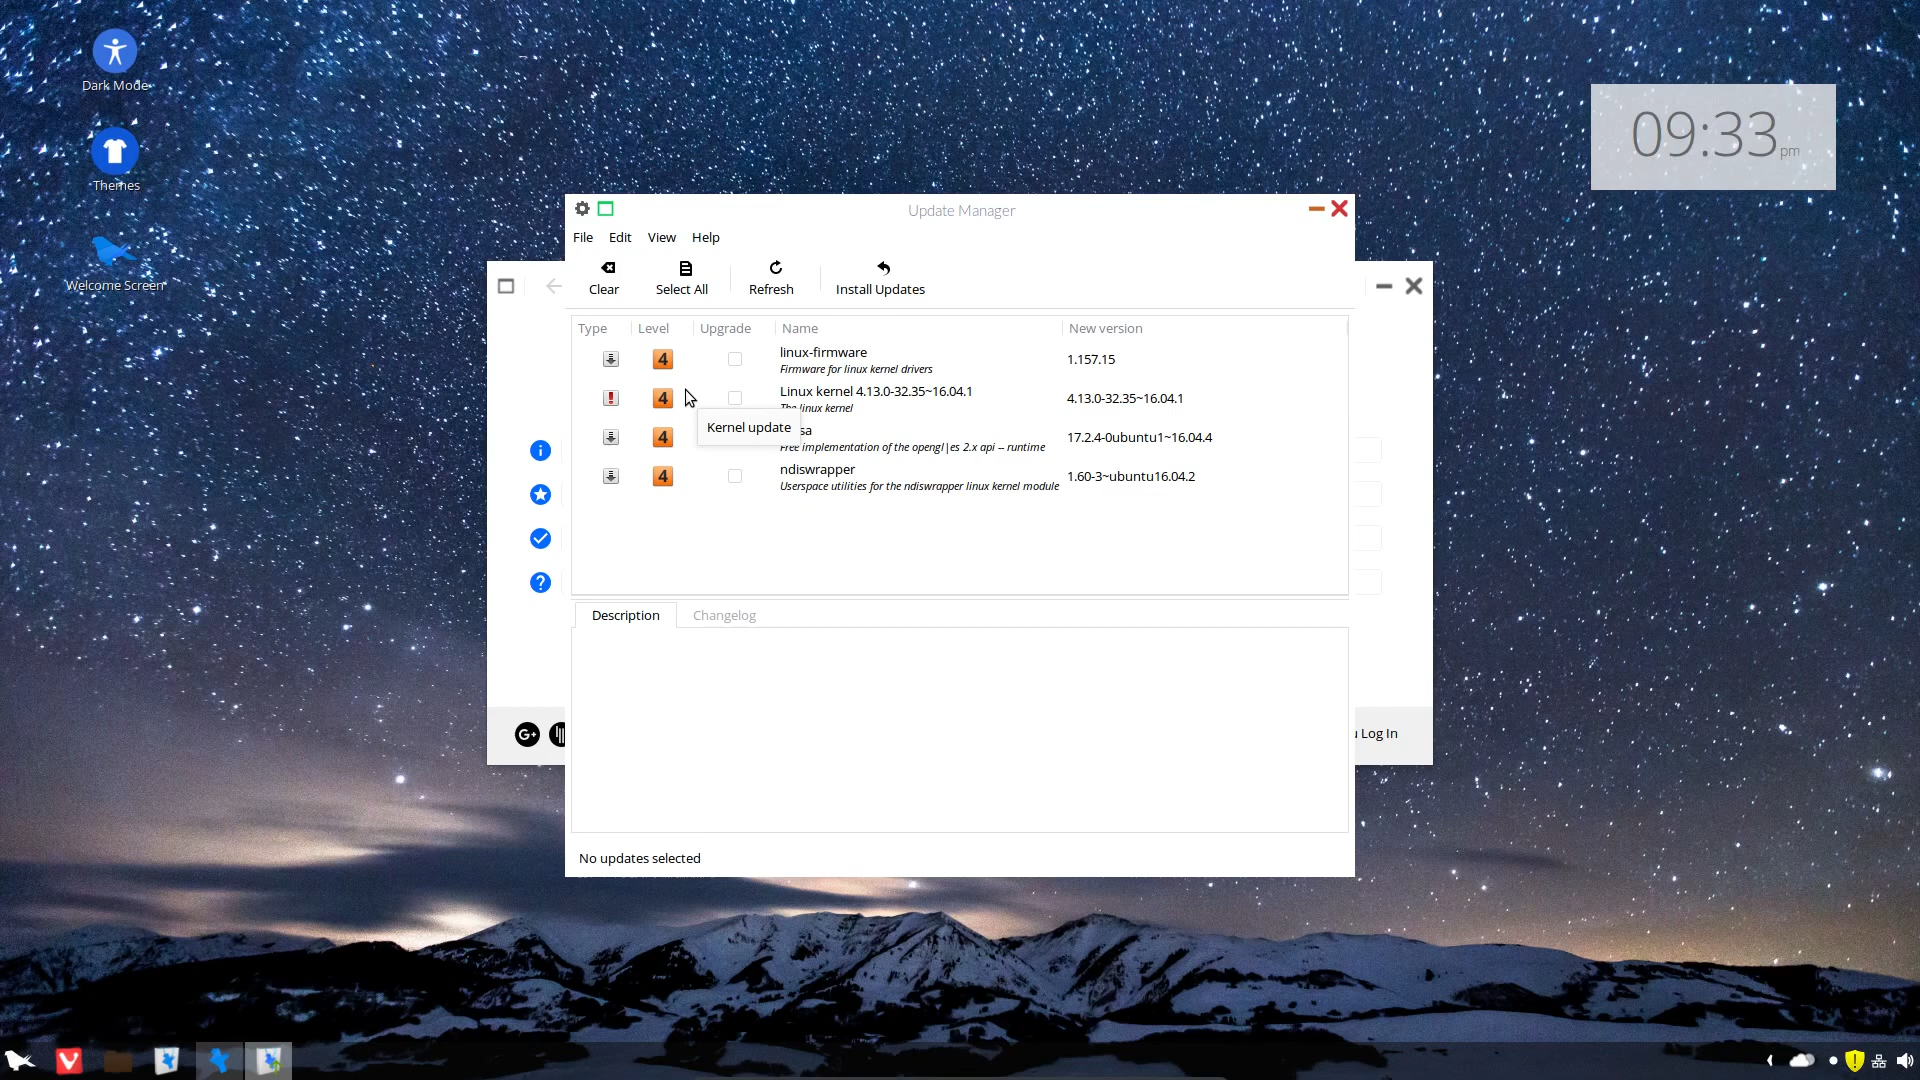 Dark Mode
Themes
Welcome Screen
09:33 pm
Update Manager
File Edit View Help
Clear Select All Refresh Install Updates
Type Level Upgrade Name New version
4 linux-firmware 1.157.15
Firmware for linux kernel drivers
4 Linux kernel 4.13.0-32.35~16.04.1 4.13.0-32.35~16.04.1
The linux kernel
Kernel update
4 sa 17.2.4-0ubuntu1~16.04.4
Free implementation of the opengl|es 2.x api -- runtime
4 ndiswrapper 1.60-3~ubuntu16.04.2
Userspace utilities for the ndiswrapper linux kernel module
Description Changelog
G+
Log In
No updates selected